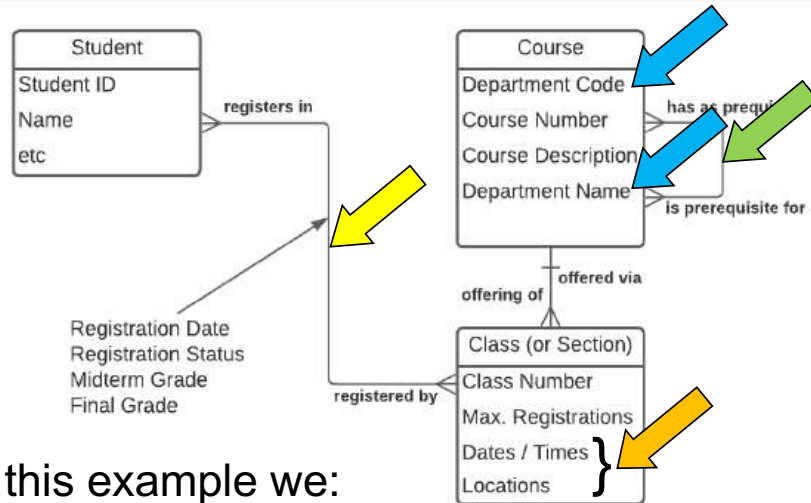 Student
Student ID
Name
etc
registers in
Course
Department Code
Course Number
Course Description
Department Name
has as
is prerequisite for
offered via
offering of
Registration Date
Registration Status
Midterm Grade
Final Grade
registered by
Class (or Section)
Class Number
Max. Registrations
Dates / Times
Locations
}
this example we: